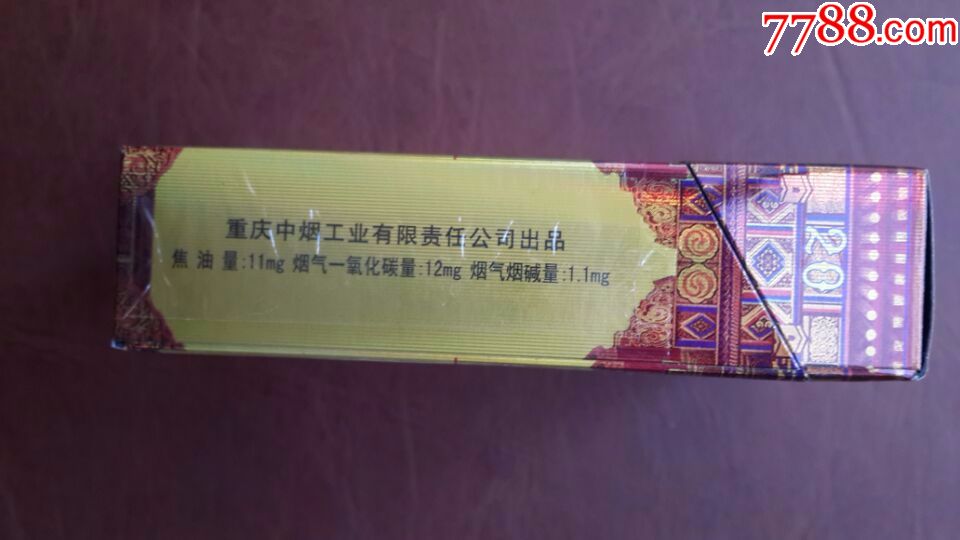 7788.com
重庆中烟工业有限责任公司出品
焦油量:11mg 烟气一氧化碳量:12mg 烟气烟碱量:1.1mg
20